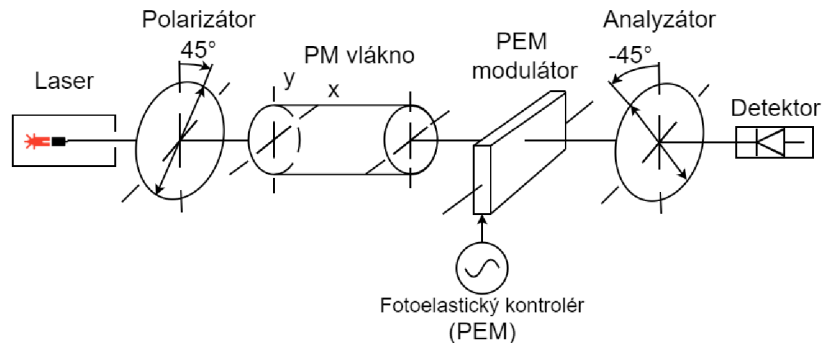 Laser
Polarizátor
45°
y
x
PM vlákno
PEM
modulátor
Analyzátor
-45°
Detektor
Fotoelastický kontrolér
(PEM)